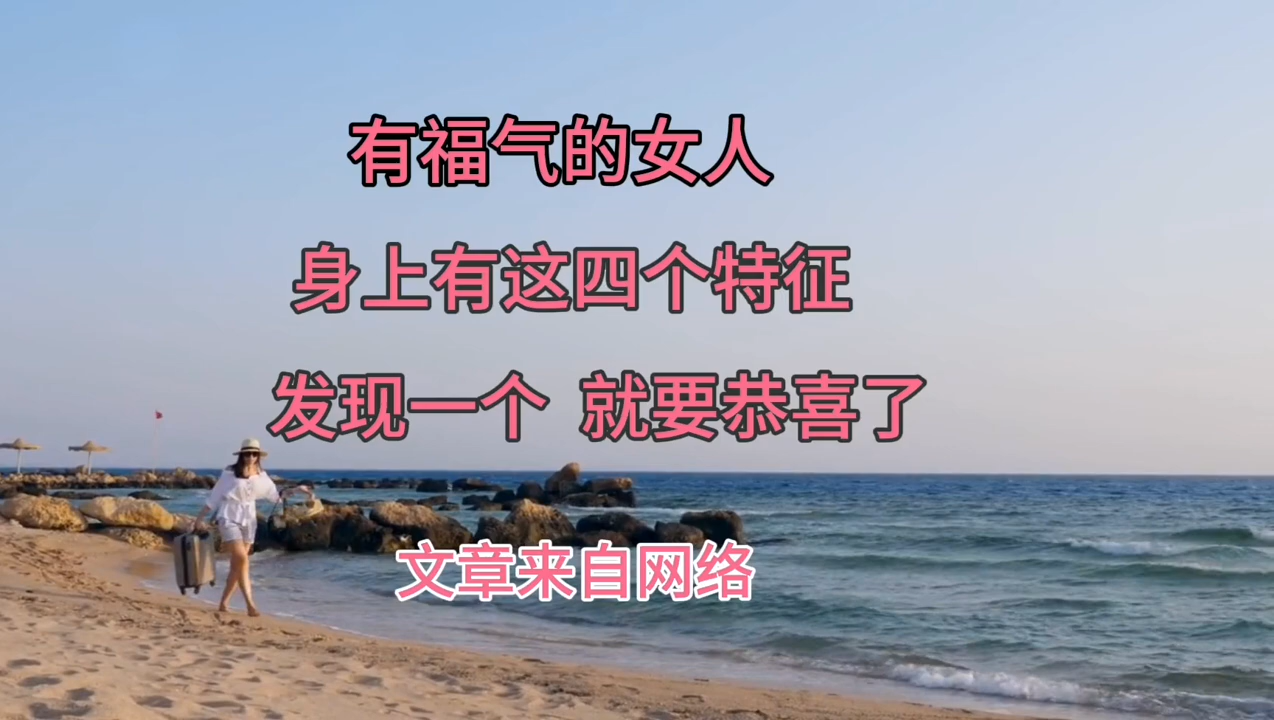 有福气的女人
身上有这四个特征
发现一个 就要恭喜了
文章来自网络